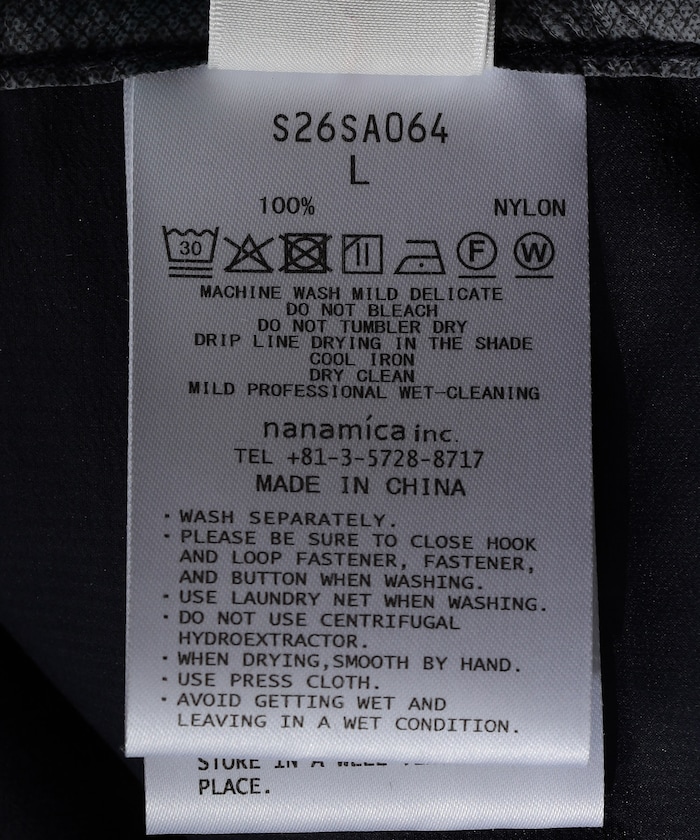 S26SA064
L
100% NYLON
30 F W
MACHINE WASH MILD DELICATE
DO NOT BLEACH
DO NOT TUMBLER DRY
DRIP LINE DRYING IN THE SHADE
COOL IRON
DRY CLEAN
MILD PROFESSIONAL WET-CLEANING
nanamica inc.
TEL +81-3-5728-8717
MADE IN CHINA
・WASH SEPARATELY.
・PLEASE BE SURE TO CLOSE HOOK
AND LOOP FASTENER, FASTENER,
AND BUTTON WHEN WASHING.
・USE LAUNDRY NET WHEN WASHING.
・DO NOT USE CENTRIFUGAL
HYDROEXTRACTOR.
・WHEN DRYING,SMOOTH BY HAND.
・USE PRESS CLOTH.
・AVOID GETTING WET AND
LEAVING IN A WET CONDITION.
STORE IN A
PLACE.